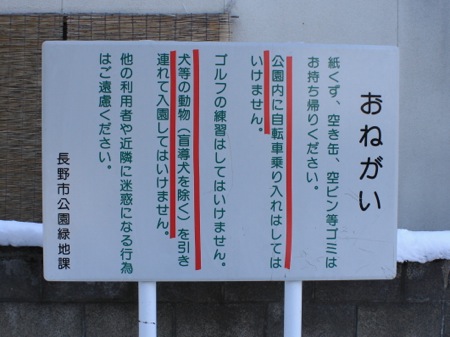 おねがい
紙くず、空き缶、空ビン等ゴミは
お持ち帰りください。
公園内に自転車乗り入れはしては
いけません。
ゴルフの練習はしてはいけません。
犬等の動物（盲導犬を除く）を引き
連れて入園してはいけません。
他の利用者や近隣に迷惑になる行為
はご遠慮ください。
長野市公園緑地課